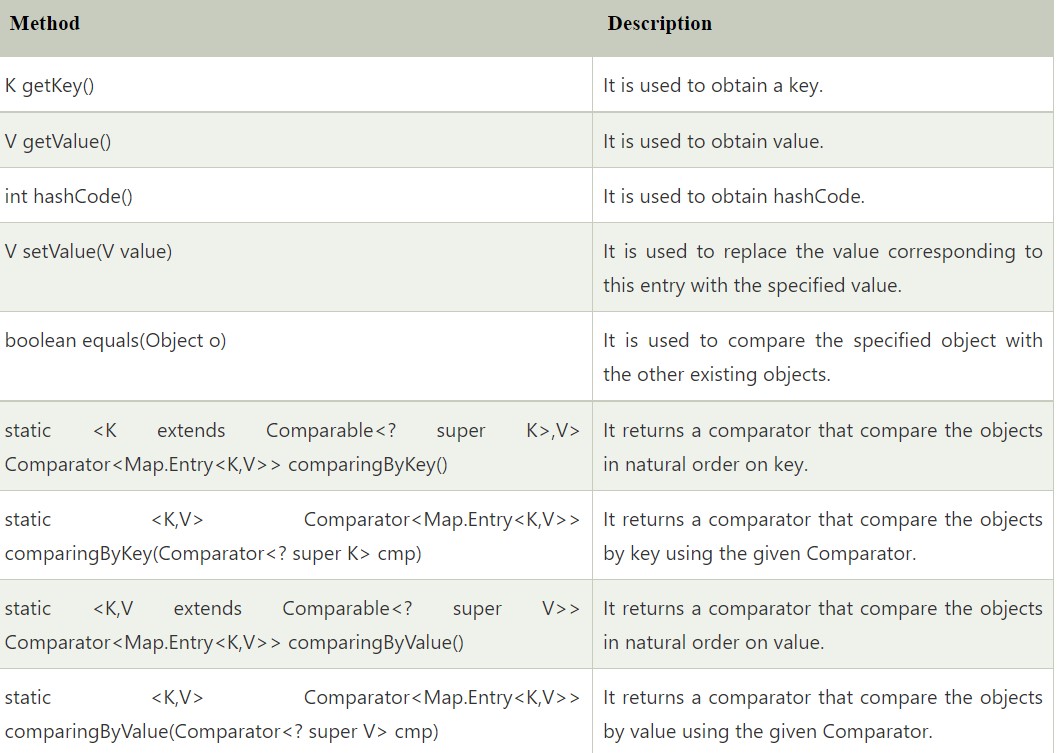 Method Description
K getKey() It is used to obtain a key.
V getValue() It is used to obtain value.
int hashCode() It is used to obtain hashCode.
V setValue(V value) It is used to replace the value corresponding to
this entry with the specified value.
boolean equals(Object o) It is used to compare the specified object with
the other existing objects.
static <K extends Comparable<? super K>,V>
Comparator<Map.Entry<K,V>> comparingByKey()
It returns a comparator that compare the objects
in natural order on key.
static <K,V> Comparator<Map.Entry<K,V>>
comparingByKey(Comparator<? super K> cmp)
It returns a comparator that compare the objects
by key using the given Comparator.
static <K,V extends Comparable<? super V>>
Comparator<Map.Entry<K,V>> comparingByValue()
It returns a comparator that compare the objects
in natural order on value.
static <K,V> Comparator<Map.Entry<K,V>>
comparingByValue(Comparator<? super V> cmp)
It returns a comparator that compare the objects
by value using the given Comparator.